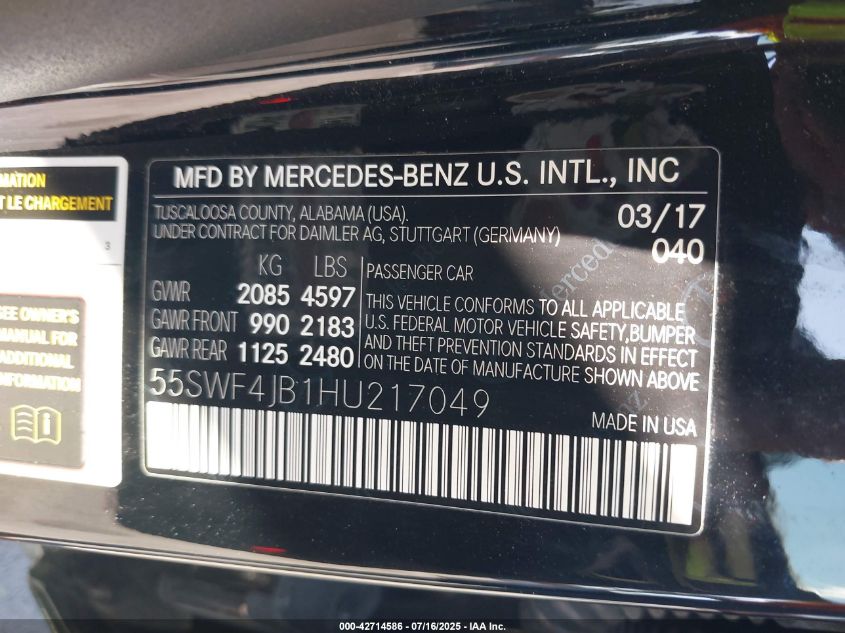 MATION
T LE CHARGEMENT
3
SEE OWNER'S
MANUAL FOR
ADDITIONAL
INFORMATION
MFD BY MERCEDES-BENZ U.S. INTL., INC
TUSCALOOSA COUNTY, ALABAMA (USA). 03/17
UNDER CONTRACT FOR DAIMLER AG, STUTTGART (GERMANY) 040
KG LBS
GVWR 2085 4597
GAWR FRONT 990 2183
GAWR REAR 1125 2480
PASSENGER CAR
THIS VEHICLE CONFORMS TO ALL APPLICABLE
U.S. FEDERAL MOTOR VEHICLE SAFETY,BUMPER
AND THEFT PREVENTION STANDARDS IN EFFECT
ON THE DATE OF MANUFACTURE SHOWN ABOVE.
55SWF4JB1HU217049
MADE IN USA
Mercedes
000-42714586 - 07/16/2025 - IAA Inc.